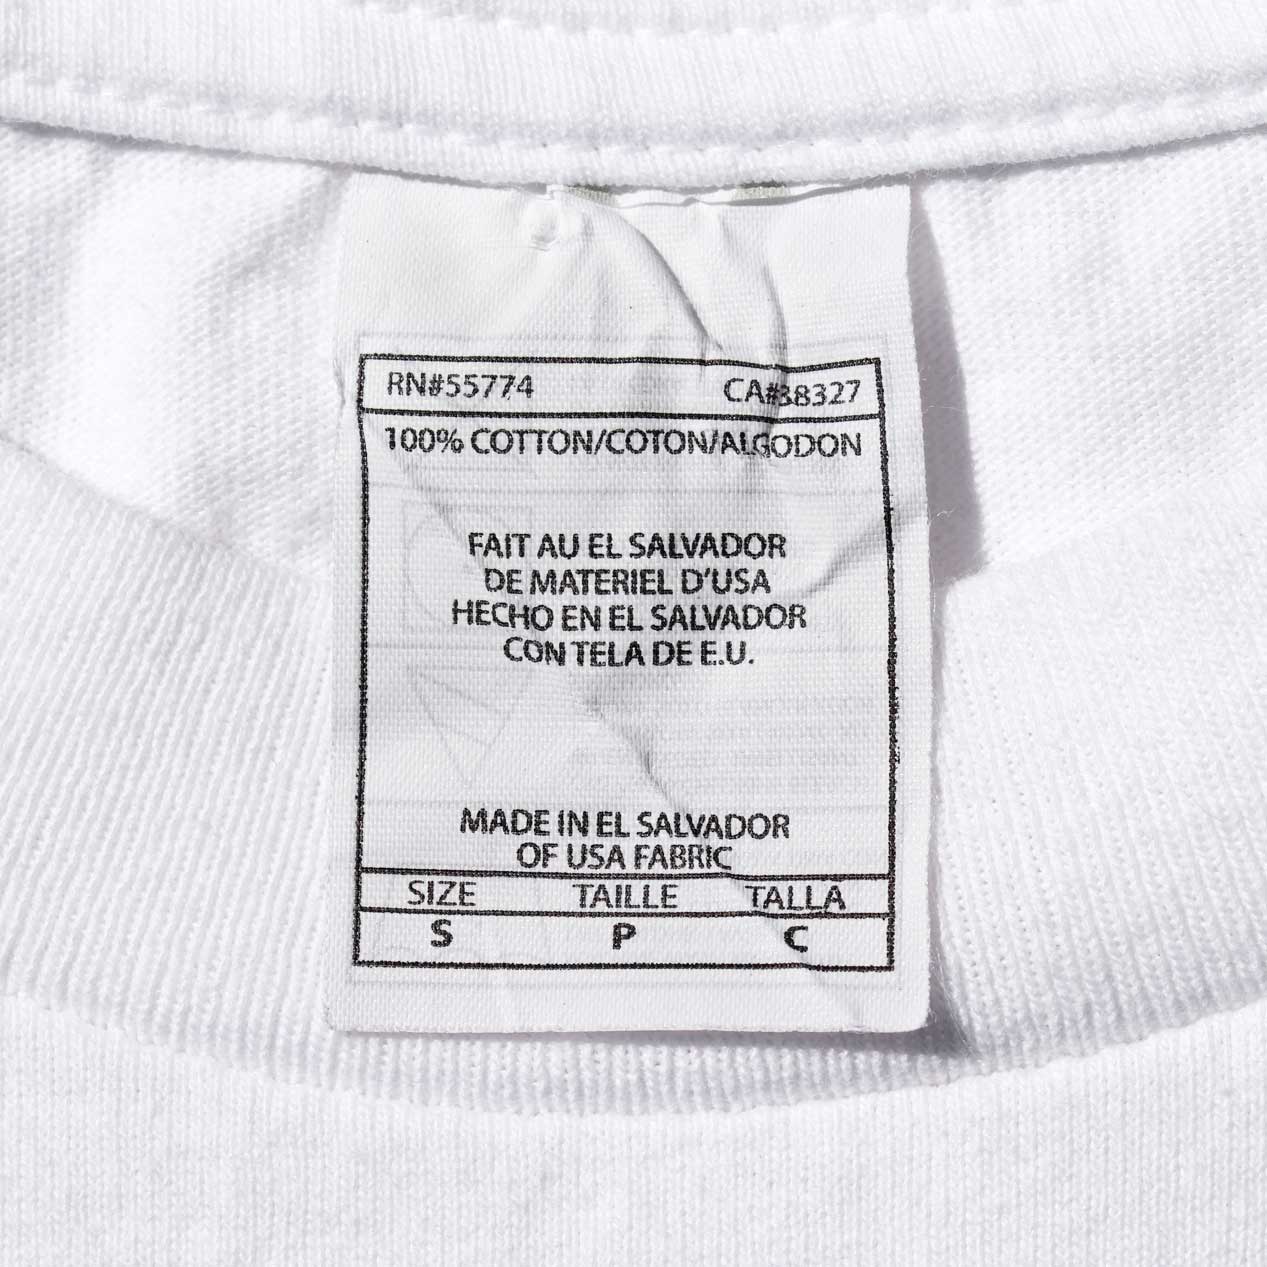 RN#55774 CA#38327
100% COTTON/COTON/ALGODON
FAIT AU EL SALVADOR
DE MATERIEL D'USA
HECHO EN EL SALVADOR
CON TELA DE E.U.
MADE IN EL SALVADOR
OF USA FABRIC
SIZE TAILLE TALLA
S P C